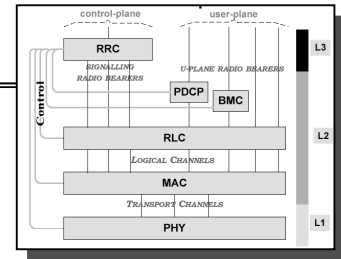 control-plane user-plane
RRC
L3
SIGNALLING
RADIO BEARERS
U-PLANE RADIO BEARERS
PDCP
BMC
Control
RLC
L2
LOGICAL CHANNELS
MAC
TRANSPORT CHANNELS
PHY
L1